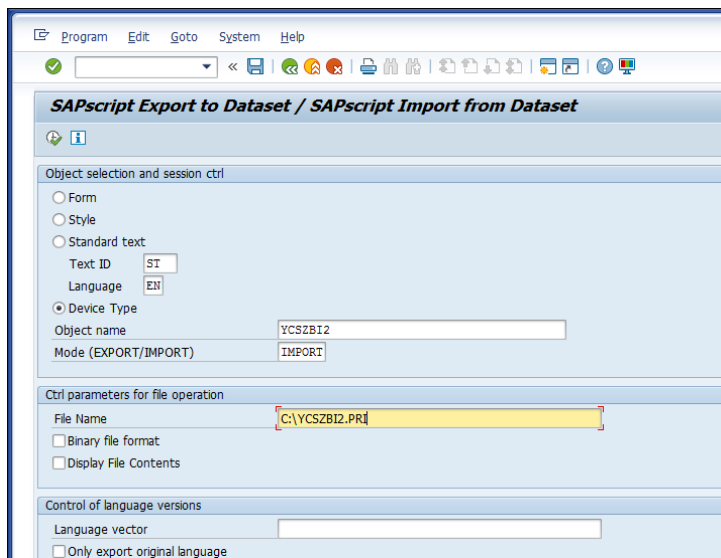 Program Edit Goto System Help
SAPscript Export to Dataset / SAPscript Import from Dataset
Object selection and session ctrl
Form
Style
Standard text
Text ID ST
Language EN
Device Type
Object name YCSZBI2
Mode (EXPORT/IMPORT) IMPORT
Ctrl parameters for file operation
File Name C:\YCSZBI2.PRI
Binary file format
Display File Contents
Control of language versions
Language vector
Only export original language